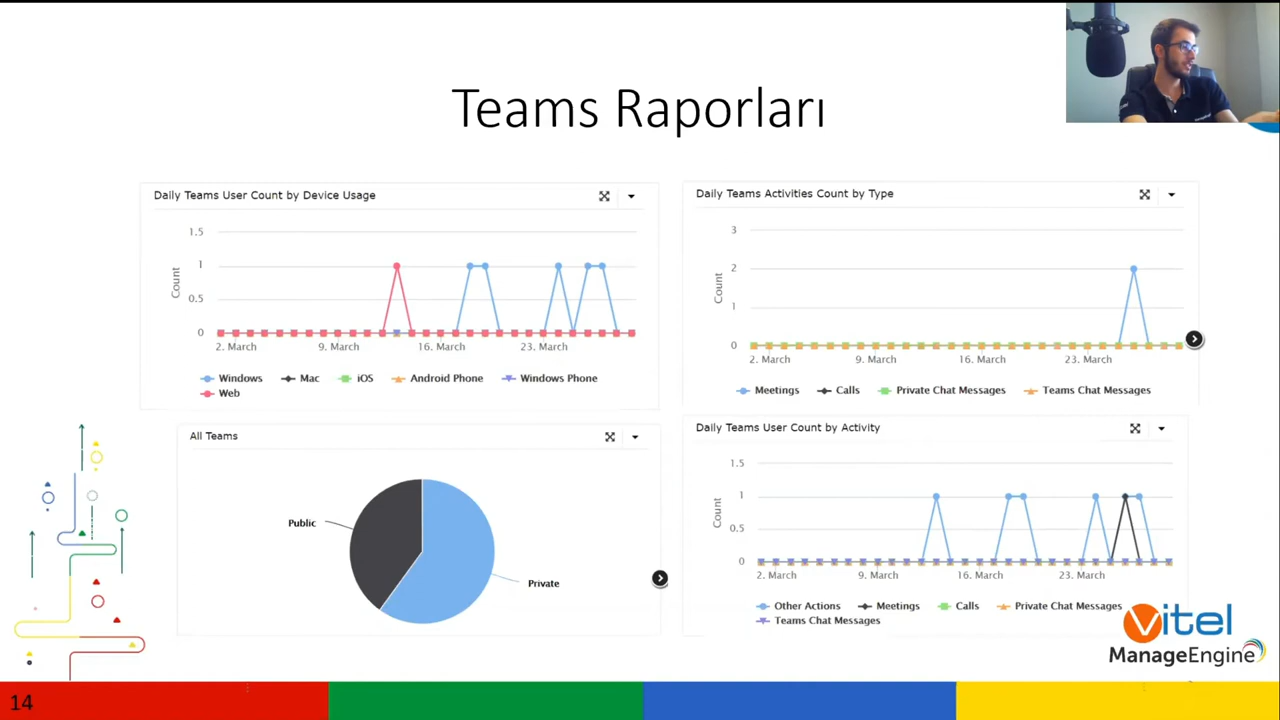 Teams Raporları
Daily Teams User Count by Device Usage
1.5
1
0.5
0
Count
2. March
9. March
16. March
23. March
Windows
Mac
iOS
Android Phone
Windows Phone
Web
Daily Teams Activities Count by Type
3
2
1
0
Count
2. March
9. March
16. March
23. March
Meetings
Calls
Private Chat Messages
Teams Chat Messages
All Teams
Public
Private
Daily Teams User Count by Activity
1.5
1
0.5
0
Count
2. March
9. March
16. March
23. March
Other Actions
Meetings
Calls
Private Chat Messages
Teams Chat Messages
Vitel
ManageEngine
14